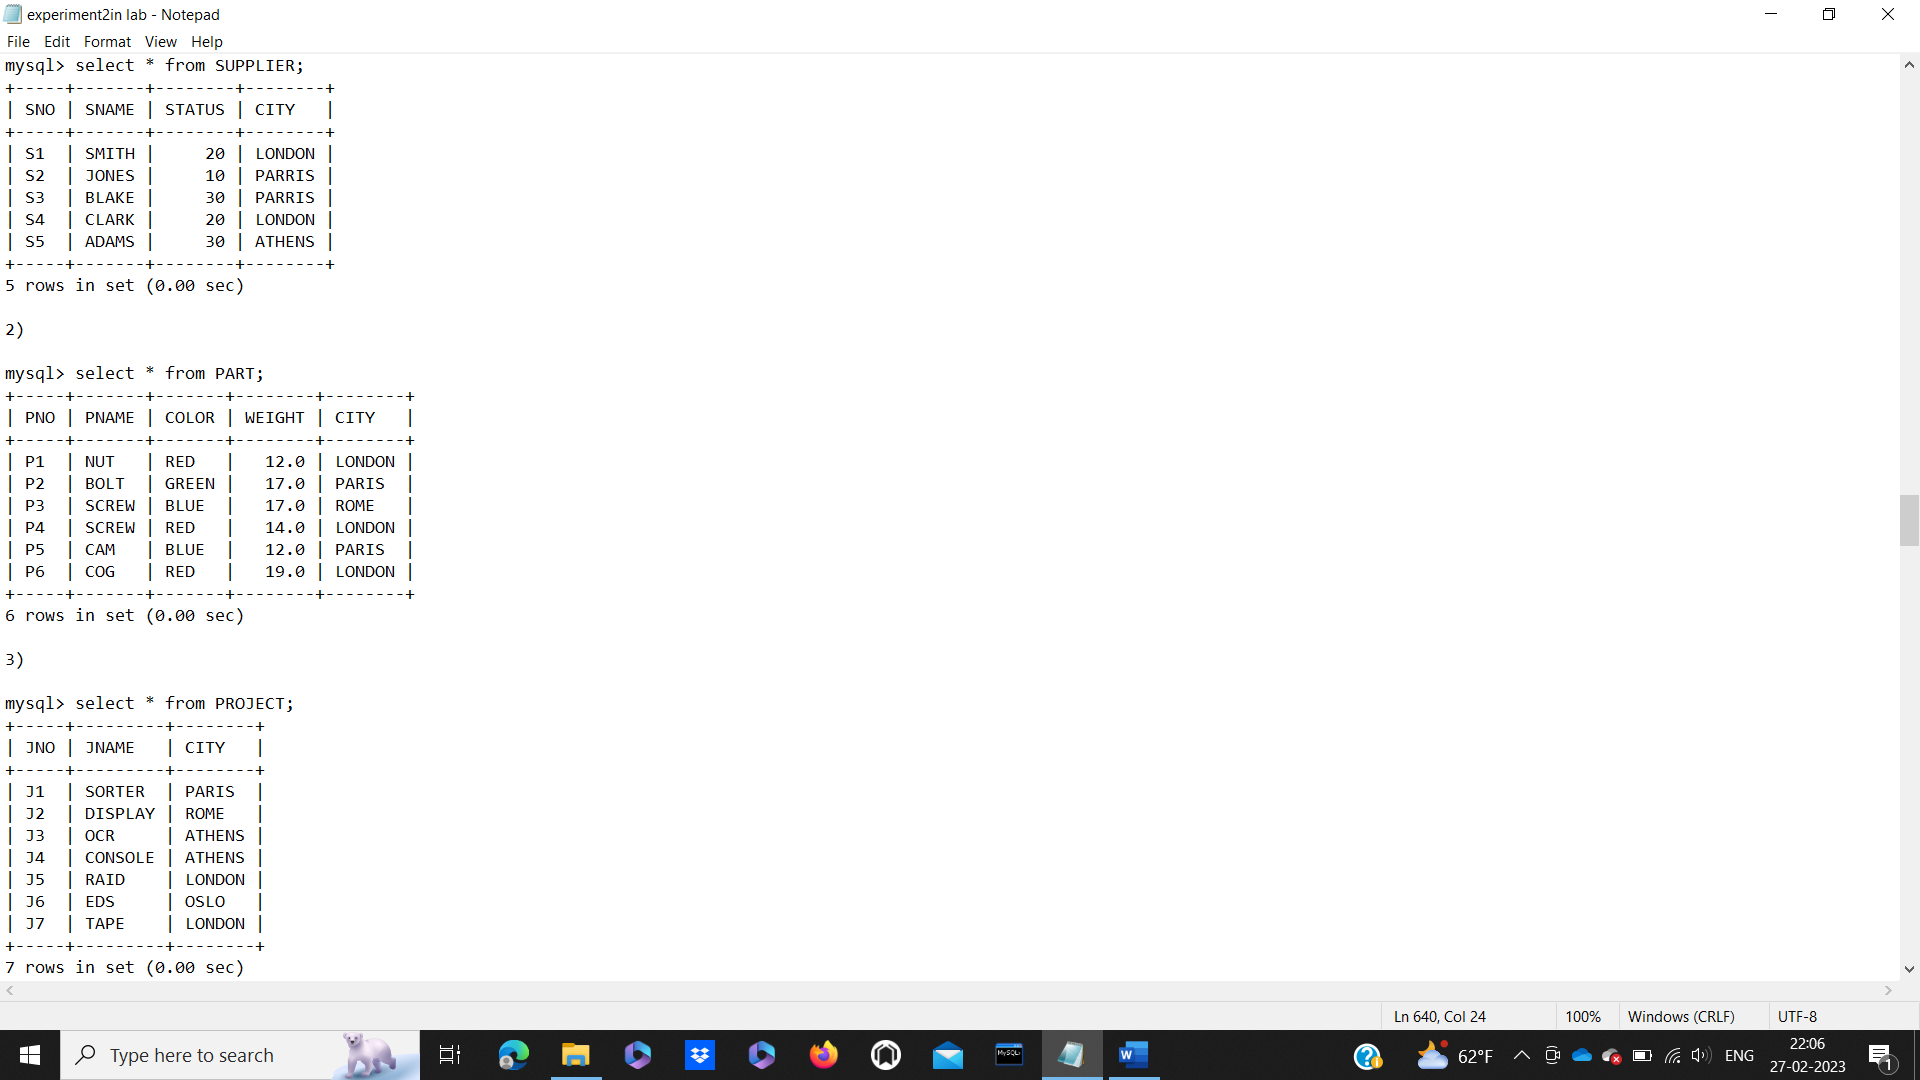 experiment2in lab - Notepad
File Edit Format View Help
mysql> select * from SUPPLIER;
+-----+-------+--------+--------+
| SNO | SNAME | STATUS | CITY   |
+-----+-------+--------+--------+
| S1  | SMITH |     20 | LONDON |
| S2  | JONES |     10 | PARRIS |
| S3  | BLAKE |     30 | PARRIS |
| S4  | CLARK |     20 | LONDON |
| S5  | ADAMS |     30 | ATHENS |
+-----+-------+--------+--------+
5 rows in set (0.00 sec)
2)
mysql> select * from PART;
+-----+-------+-------+--------+--------+
| PNO | PNAME | COLOR | WEIGHT | CITY   |
+-----+-------+-------+--------+--------+
| P1  | NUT   | RED   |   12.0 | LONDON |
| P2  | BOLT  | GREEN |   17.0 | PARIS  |
| P3  | SCREW | BLUE  |   17.0 | ROME   |
| P4  | SCREW | RED   |   14.0 | LONDON |
| P5  | CAM   | BLUE  |   12.0 | PARIS  |
| P6  | COG   | RED   |   19.0 | LONDON |
+-----+-------+-------+--------+--------+
6 rows in set (0.00 sec)
3)
mysql> select * from PROJECT;
+-----+---------+--------+
| JNO | JNAME   | CITY   |
+-----+---------+--------+
| J1  | SORTER  | PARIS  |
| J2  | DISPLAY | ROME   |
| J3  | OCR     | ATHENS |
| J4  | CONSOLE | ATHENS |
| J5  | RAID    | LONDON |
| J6  | EDS     | OSLO   |
| J7  | TAPE    | LONDON |
+-----+---------+--------+
7 rows in set (0.00 sec)
Ln 640, Col 24 100% Windows (CRLF) UTF-8
Type here to search 62°F ENG 22:06
27-02-2023 1